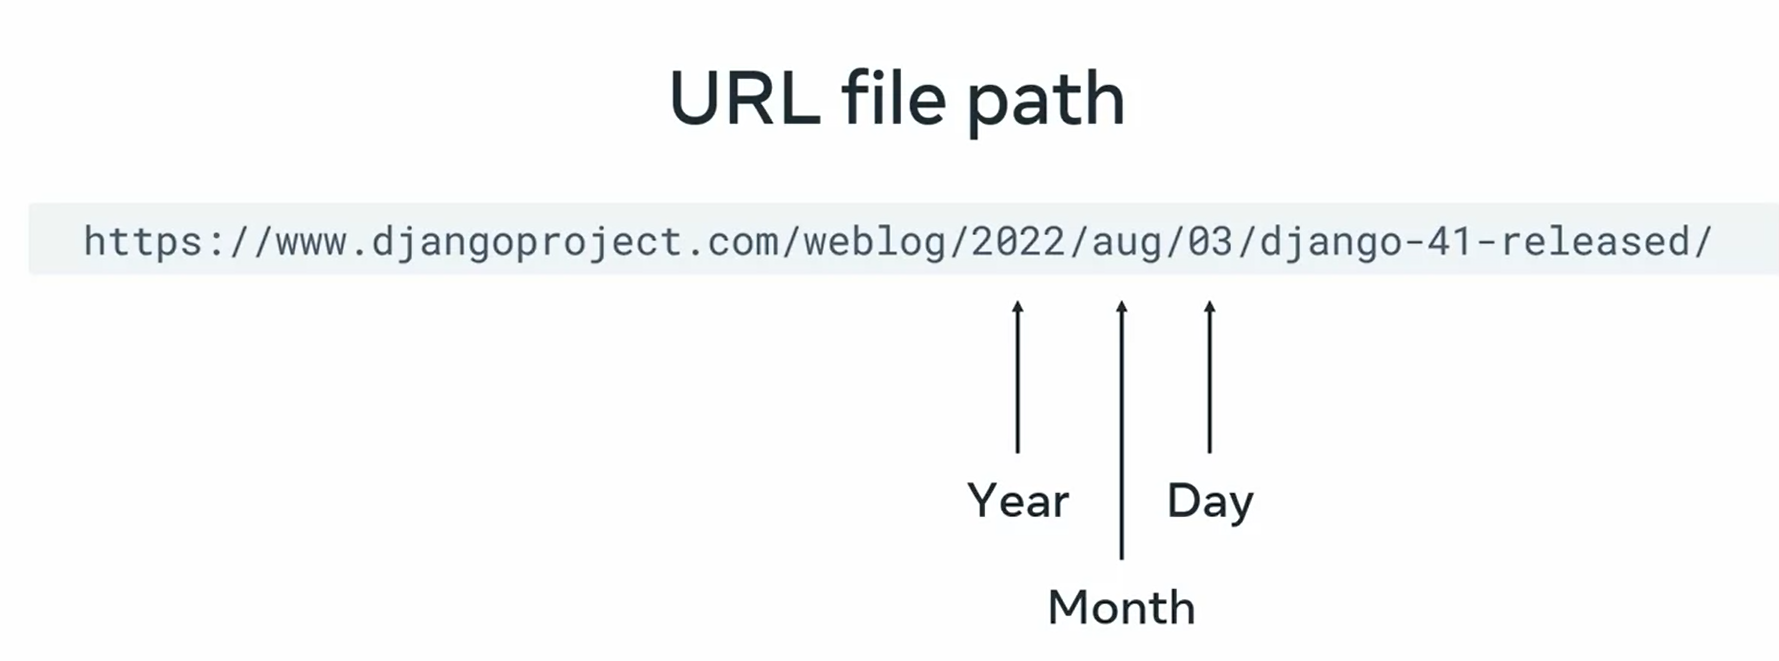 URL file path
https://www.djangoproject.com/weblog/2022/aug/03/django-41-released/
Year Day
Month